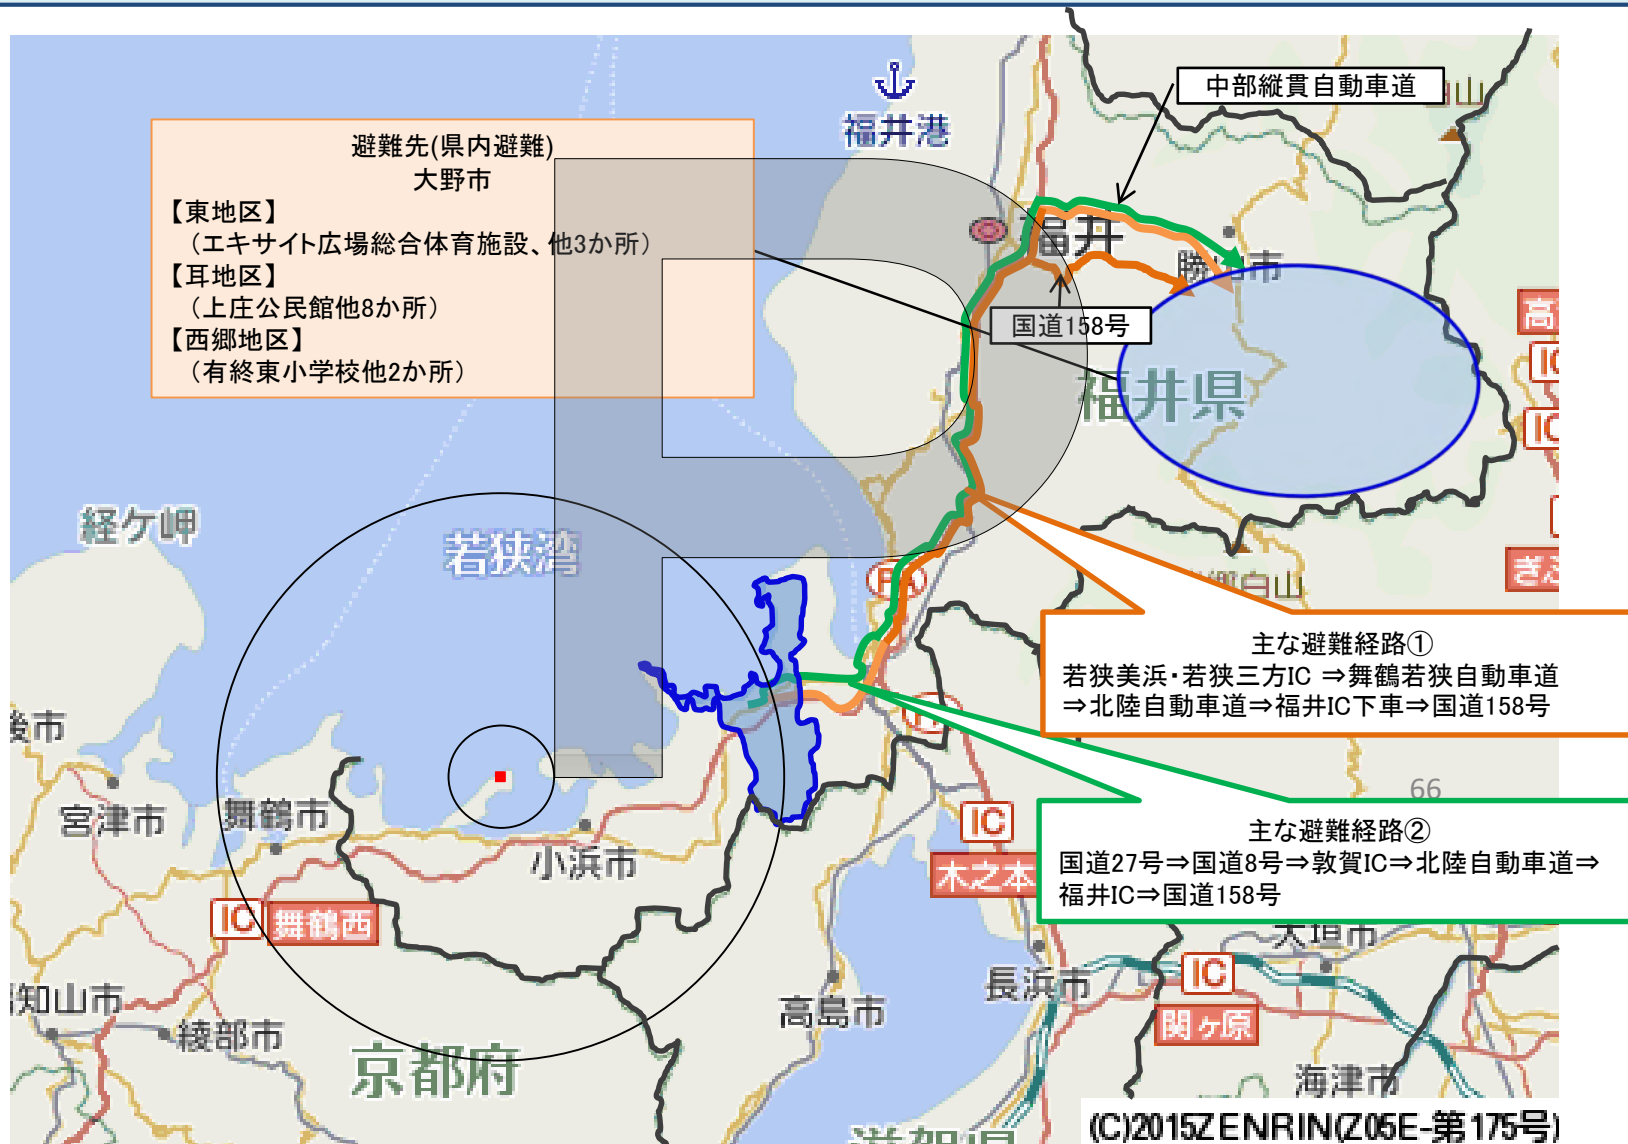 中部縦貫自動車道
福井港
避難先(県内避難)
大野市
【東地区】
（エキサイト広場総合体育施設、他3か所）
【耳地区】
（上庄公民館他8か所）
【西郷地区】
（有終東小学校他2か所）
福井
勝山市
国道158号
福井県
経ケ岬
若狭湾
PA
主な避難経路①
若狭美浜・若狭三方IC ⇒舞鶴若狭自動車道
⇒北陸自動車道⇒福井IC下車⇒国道158号
宮津市
舞鶴市
小浜市
66
IC
木之本
主な避難経路②
国道27号⇒国道8号⇒敦賀IC⇒北陸自動車道⇒
福井IC⇒国道158号
IC 舞鶴西
大垣市
長浜市
IC
関ヶ原
知山市
綾部市
高島市
京都府
海津市
滋賀県
(C)2015ZENRIN(Z05E-第175号)